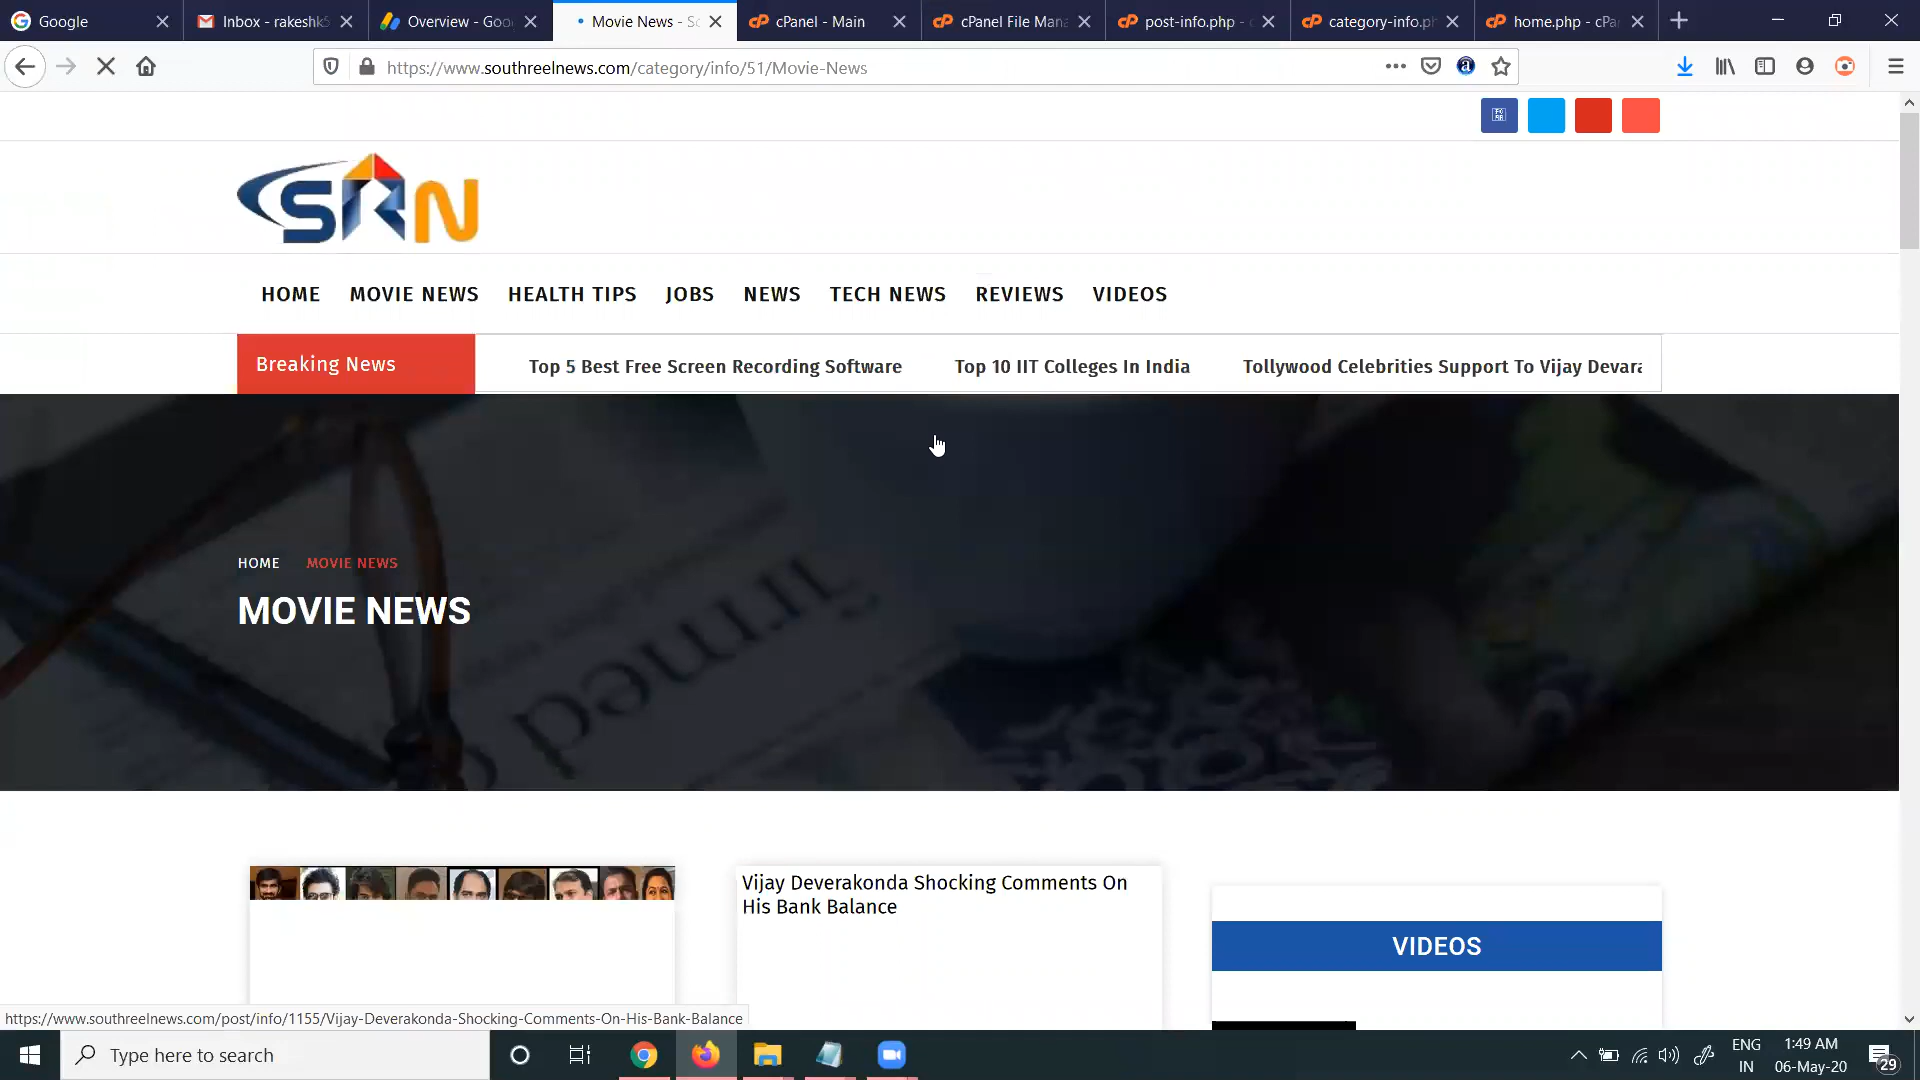 Google
Inbox - rakeshk
Overview - Goo
Movie News - So
cPanel - Main
cPanel File Mana
post-info.php -
category-info.ph
home.php - cPa
https://www.southreelnews.com/category/info/51/Movie-News
SRN
HOME MOVIE NEWS HEALTH TIPS JOBS NEWS TECH NEWS REVIEWS VIDEOS
Breaking News
Top 5 Best Free Screen Recording Software
Top 10 IIT Colleges In India
Tollywood Celebrities Support To Vijay Devara
HOME MOVIE NEWS
MOVIE NEWS
Vijay Deverakonda Shocking Comments On
His Bank Balance
VIDEOS
https://www.southreelnews.com/post/info/1155/Vijay-Deverakonda-Shocking-Comments-On-His-Bank-Balance
Type here to search
ENG
IN
1:49 AM
06-May-20
29